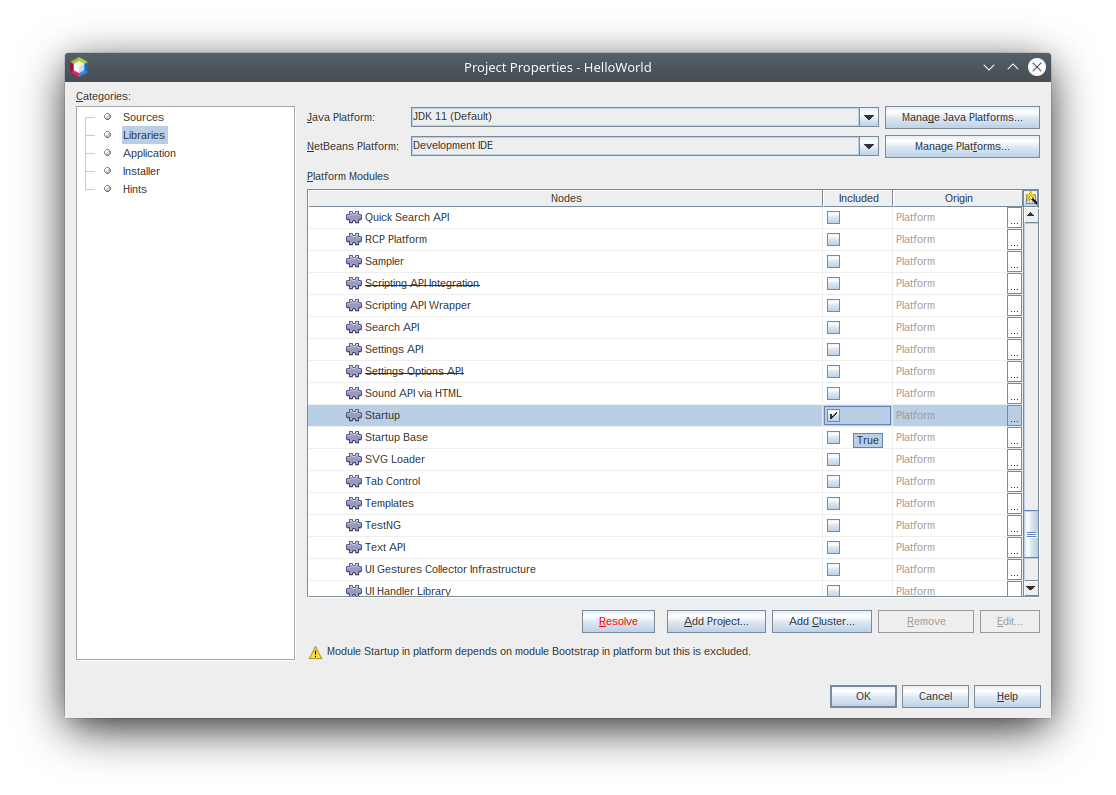 Project Properties - HelloWorld
Categories:
Sources
Libraries
Application
Installer
Hints
Java Platform: JDK 11 (Default) Manage Java Platforms...
NetBeans Platform: Development IDE Manage Platforms...
Platform Modules
Nodes Included Origin
Quick Search API Platform ...
RCP Platform Platform ...
Sampler Platform ...
Scripting API Integration Platform ...
Scripting API Wrapper Platform ...
Search API Platform ...
Settings API Platform ...
Settings Options API Platform ...
Sound API via HTML Platform ...
Startup Platform ...
Startup Base True Platform ...
SVG Loader Platform ...
Tab Control Platform ...
Templates Platform ...
TestNG Platform ...
Text API Platform ...
UI Gestures Collector Infrastructure Platform ...
UI Handler Library Platform
Resolve Add Project... Add Cluster... Remove Edit...
Module Startup in platform depends on module Bootstrap in platform but this is excluded.
OK Cancel Help